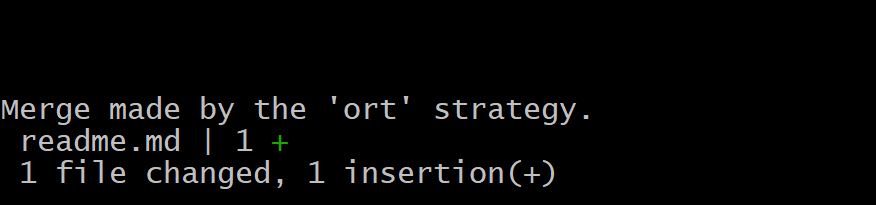 Merge made by the 'ort' strategy.
readme.md | 1 +
1 file changed, 1 insertion(+)